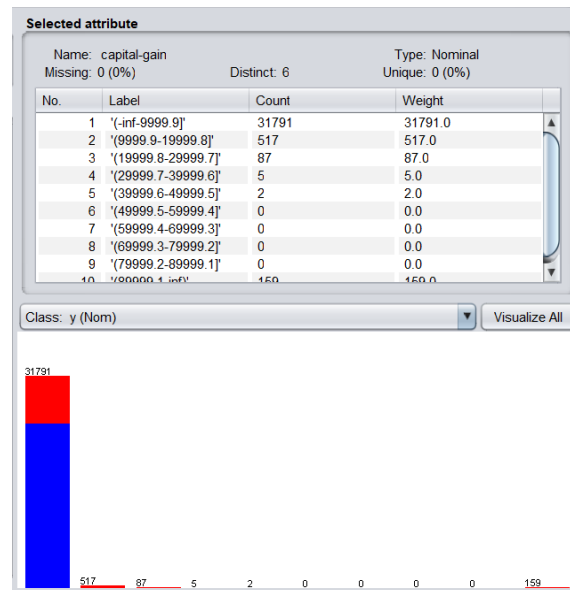 Selected attribute
Name: capital-gain Type: Nominal
Missing: 0 (0%) Distinct: 6 Unique: 0 (0%)
No. Label Count Weight
1 '(-inf-9999.9]' 31791 31791.0
2 '(9999.9-19999.8]' 517 517.0
3 '(19999.8-29999.7]' 87 87.0
4 '(29999.7-39999.6]' 5 5.0
5 '(39999.6-49999.5]' 2 2.0
6 '(49999.5-59999.4]' 0 0.0
7 '(59999.4-69999.3]' 0 0.0
8 '(69999.3-79999.2]' 0 0.0
9 '(79999.2-89999.1]' 0 0.0
10 '(89999.1-inf)' 159 159.0
Class: y (Nom) Visualize All
31791
517 87 5 2 0 0 0 0 159